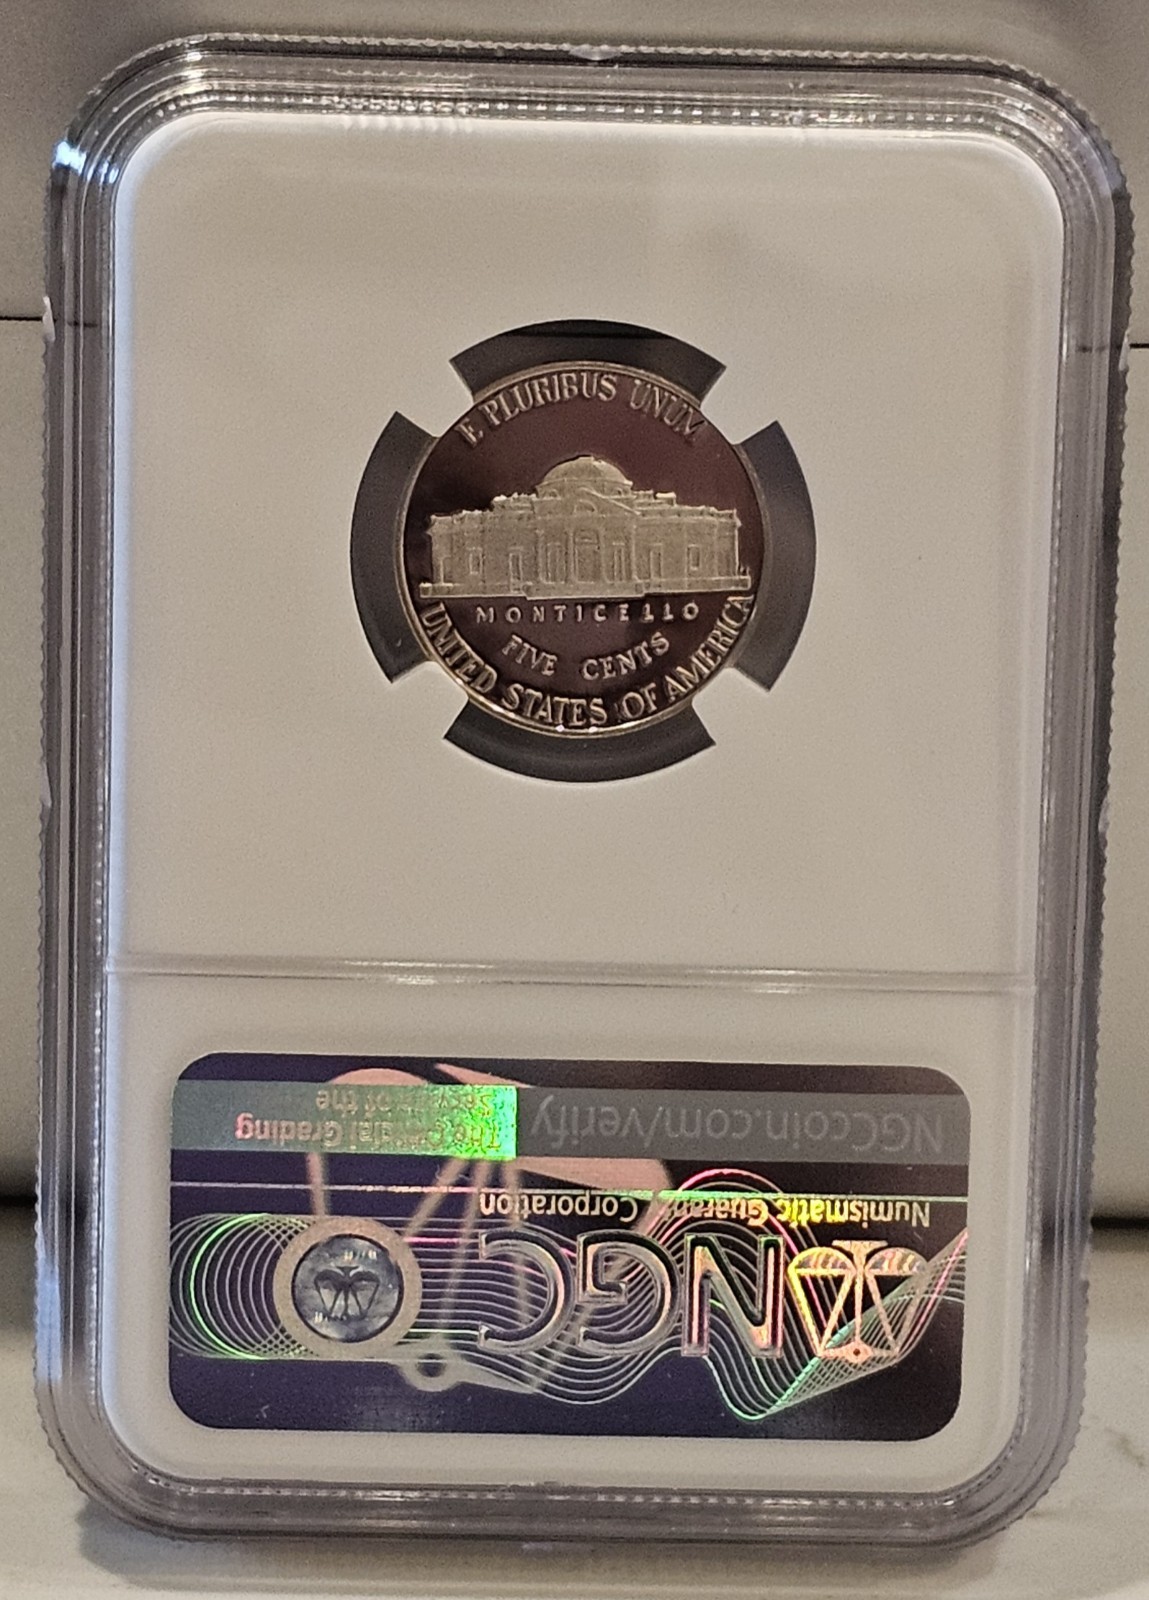 E PLURIBUS UNUM
MONTICELLO
FIVE CENTS
UNITED STATES OF AMERICA
NGC
Numismatic Guaranty Corporation
NGCcoin.com/verify
The Official Grading
Service of the